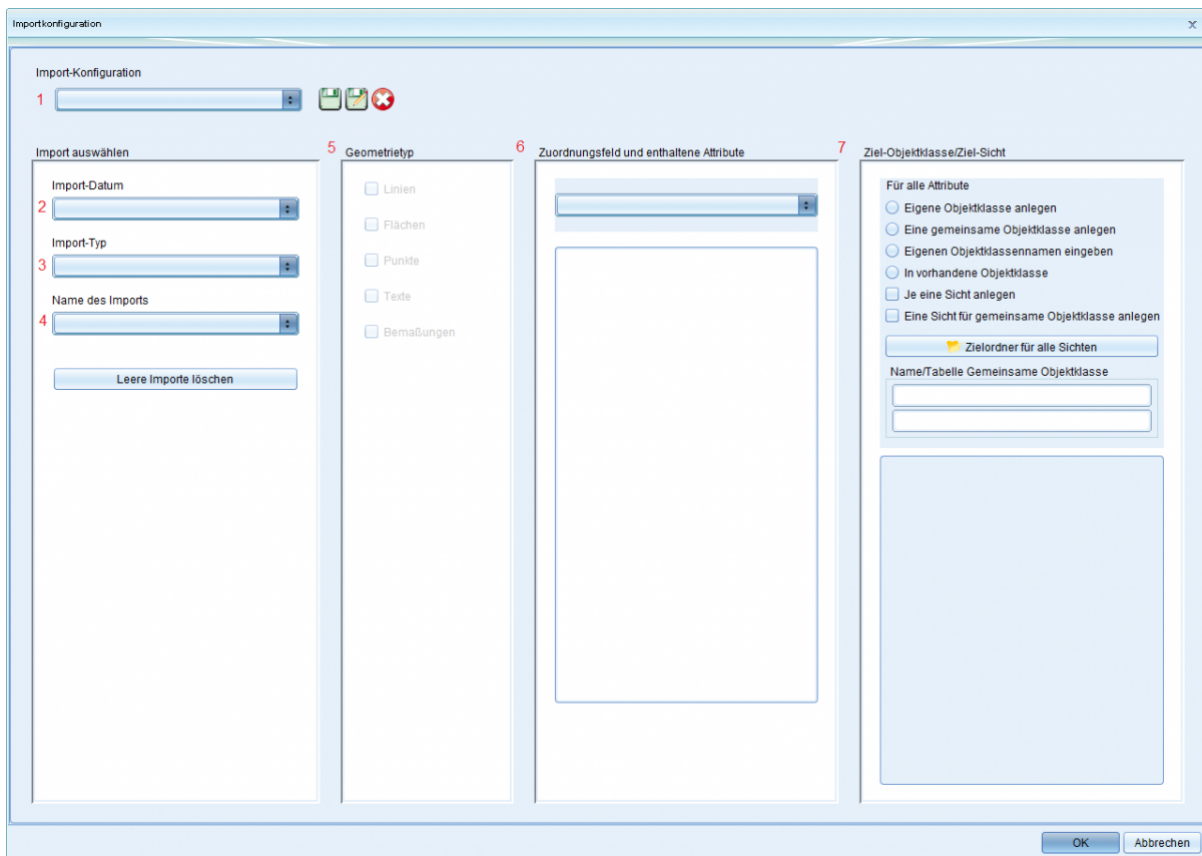 Importkonfiguration
x
Import-Konfiguration
1
Import auswählen
Import-Datum
2
Import-Typ
3
Name des Imports
4
Leere Importe löschen
5 Geometrietyp
Linien
Flächen
Punkte
Texte
Bemaßungen
6 Zuordnungsfeld und enthaltene Attribute
7 Ziel-Objektklasse/Ziel-Sicht
Für alle Attribute
Eigene Objektklasse anlegen
Eine gemeinsame Objektklasse anlegen
Eigenen Objektklassennamen eingeben
In vorhandene Objektklasse
Je eine Sicht anlegen
Eine Sicht für gemeinsame Objektklasse anlegen
Zielordner für alle Sichten
Name/Tabelle Gemeinsame Objektklasse
OK
Abbrechen